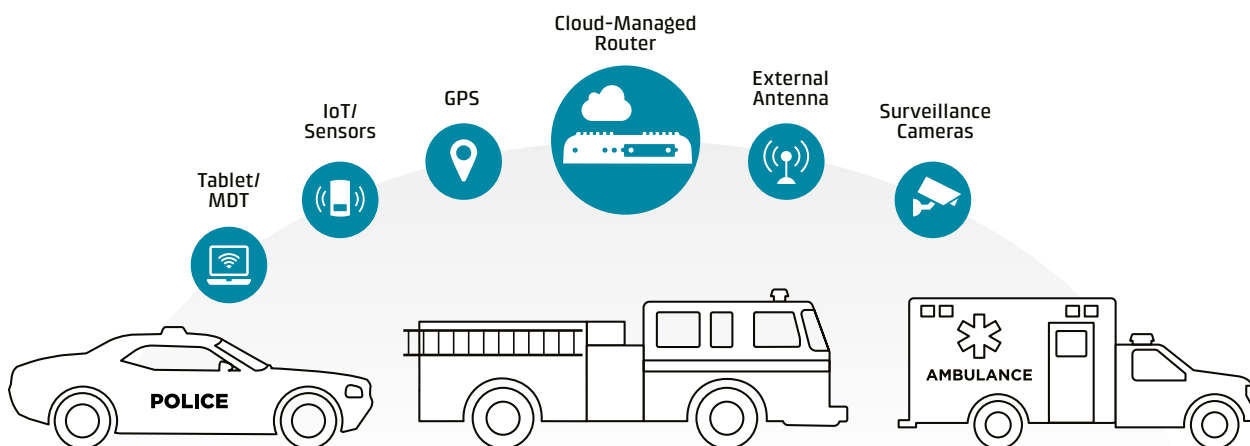 Cloud-Managed
Router
External
Antenna
GPS
Surveillance
Cameras
IoT/
Sensors
Tablet/
MDT
POLICE
AMBULANCE